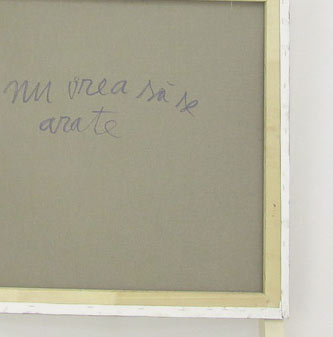 nu vrea să se
arate